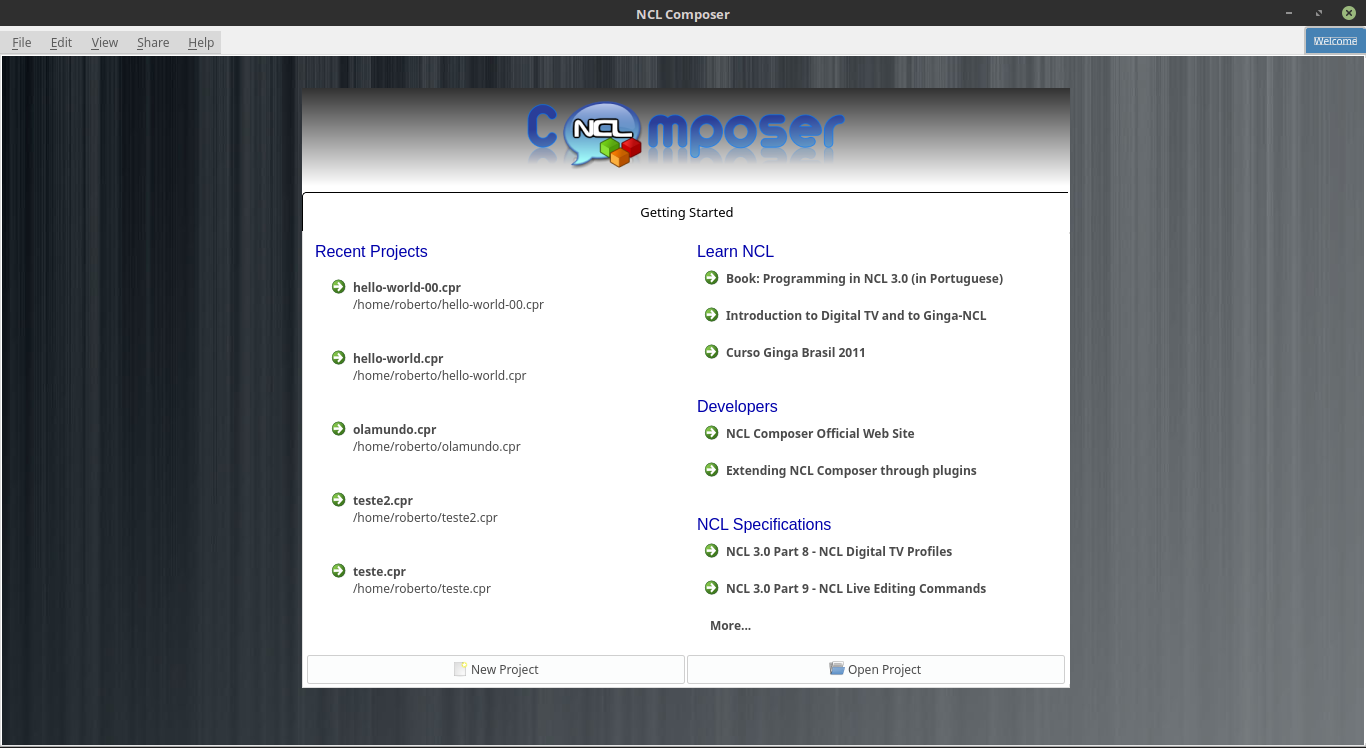 NCL Composer
File Edit View Share Help
Welcome
C NCL mposer
Getting Started
Recent Projects
hello-world-00.cpr
/home/roberto/hello-world-00.cpr
hello-world.cpr
/home/roberto/hello-world.cpr
olamundo.cpr
/home/roberto/olamundo.cpr
teste2.cpr
/home/roberto/teste2.cpr
teste.cpr
/home/roberto/teste.cpr
Learn NCL
Book: Programming in NCL 3.0 (in Portuguese)
Introduction to Digital TV and to Ginga-NCL
Curso Ginga Brasil 2011
Developers
NCL Composer Official Web Site
Extending NCL Composer through plugins
NCL Specifications
NCL 3.0 Part 8 - NCL Digital TV Profiles
NCL 3.0 Part 9 - NCL Live Editing Commands
More...
New Project
Open Project